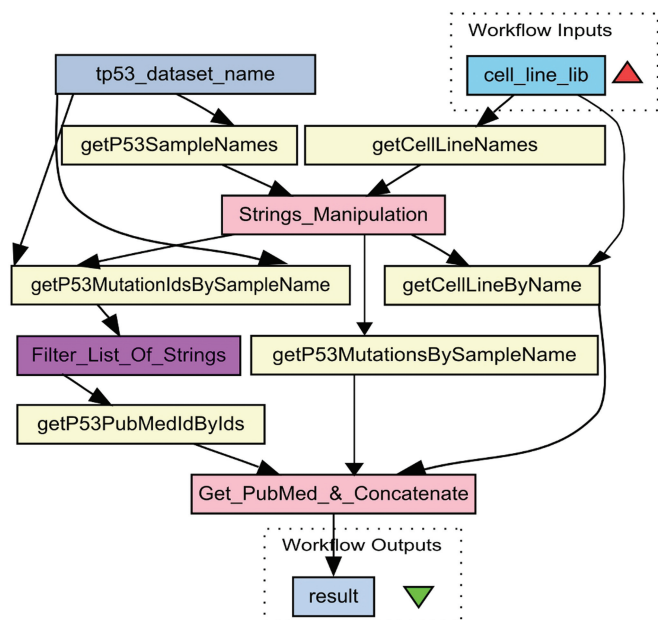 Workflow Inputs
tp53_dataset_name
cell_line_lib
getP53SampleNames
getCellLineNames
Strings_Manipulation
getP53MutationIdsBySampleName
getCellLineByName
Filter_List_Of_Strings
getP53MutationsBySampleName
getP53PubMedIdByIds
Get_PubMed_&_Concatenate
Workflow Outputs
result